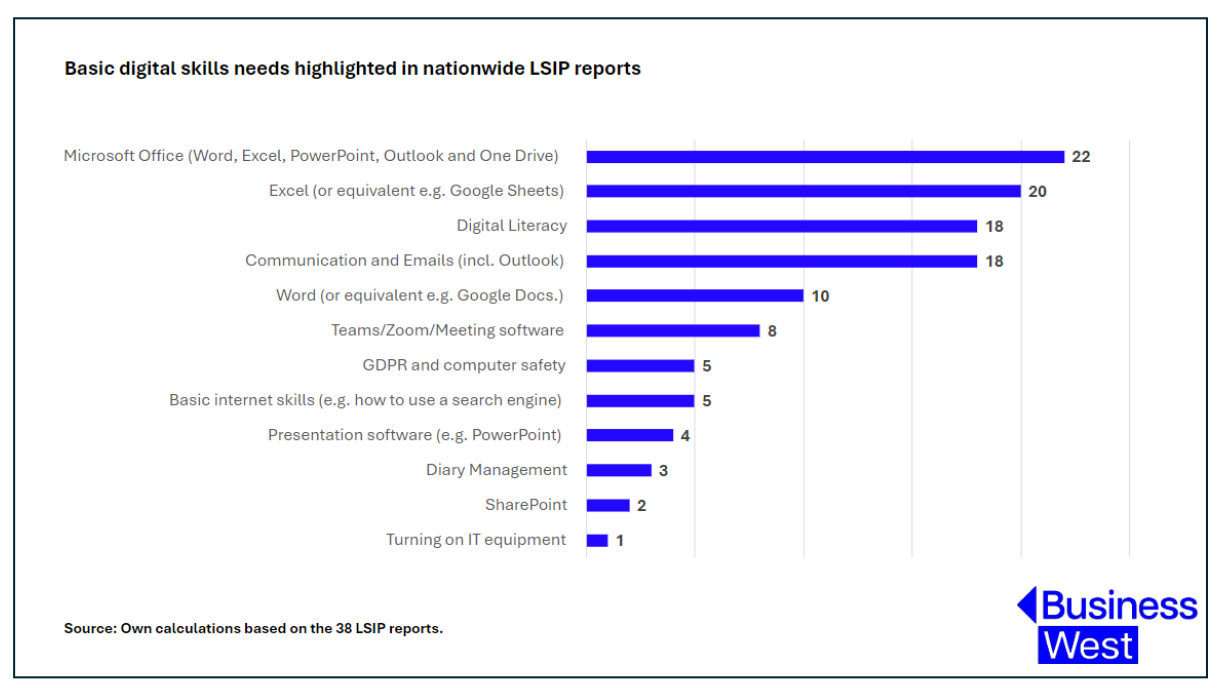 Basic digital skills needs highlighted in nationwide LSIP reports
Microsoft Office (Word, Excel, PowerPoint, Outlook and One Drive) 22
Excel (or equivalent e.g. Google Sheets) 20
Digital Literacy 18
Communication and Emails (incl. Outlook) 18
Word (or equivalent e.g. Google Docs.) 10
Teams/Zoom/Meeting software 8
GDPR and computer safety 5
Basic internet skills (e.g. how to use a search engine) 5
Presentation software (e.g. PowerPoint) 4
Diary Management 3
SharePoint 2
Turning on IT equipment 1
Source: Own calculations based on the 38 LSIP reports.
Business
West